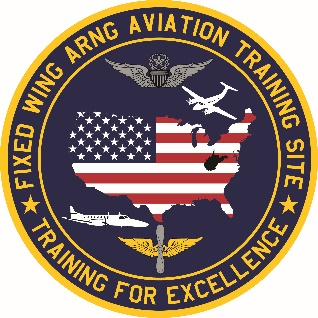 FIXED WING ARNG AVIATION TRAINING SITE
TRAINING FOR EXCELLENCE